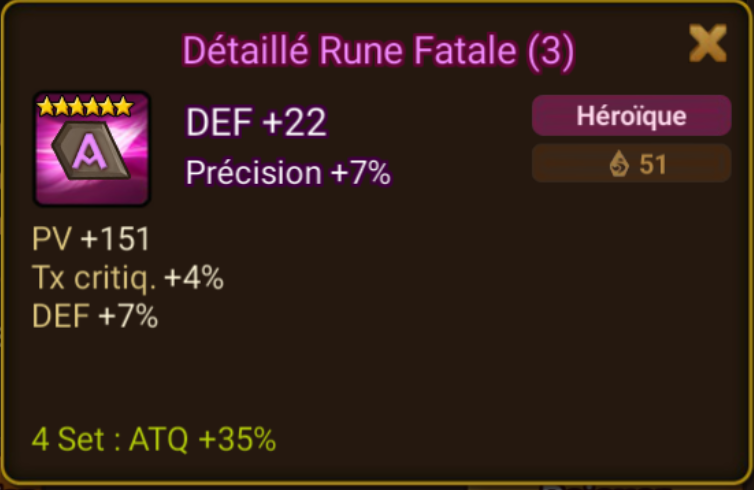 Détaillé Rune Fatale (3)
DEF +22
Héroïque
Précision +7%
51
PV +151
Tx critiq. +4%
DEF +7%
4 Set : ATQ +35%